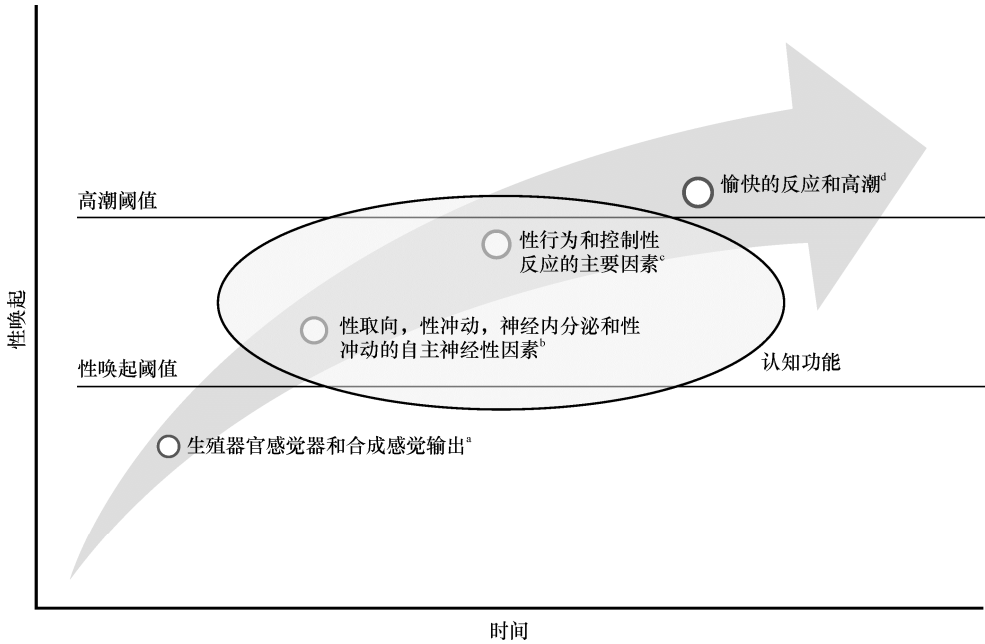 愉快的反应和高潮d
高潮阈值
性行为和控制性
反应的主要因素c
性取向，性冲动，神经内分泌和性
冲动的自主神经性因素b
性唤起
性唤起阈值
认知功能
生殖器官感觉器和合成感觉输出a
时间